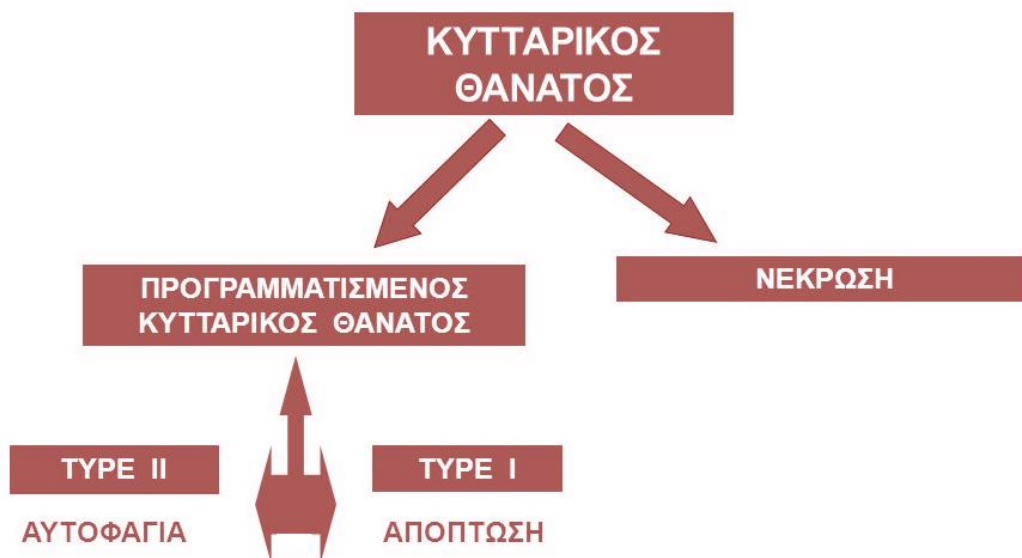 ΚΥΤΤΑΡΙΚΟΣ
ΘΑΝΑΤΟΣ
ΠΡΟΓΡΑΜΜΑΤΙΣΜΕΝΟΣ
ΚΥΤΤΑΡΙΚΟΣ ΘΑΝΑΤΟΣ
ΝΕΚΡΩΣΗ
TYPE II
ΑΥΤΟΦΑΓΙΑ
TYPE I
ΑΠΟΠΤΩΣΗ